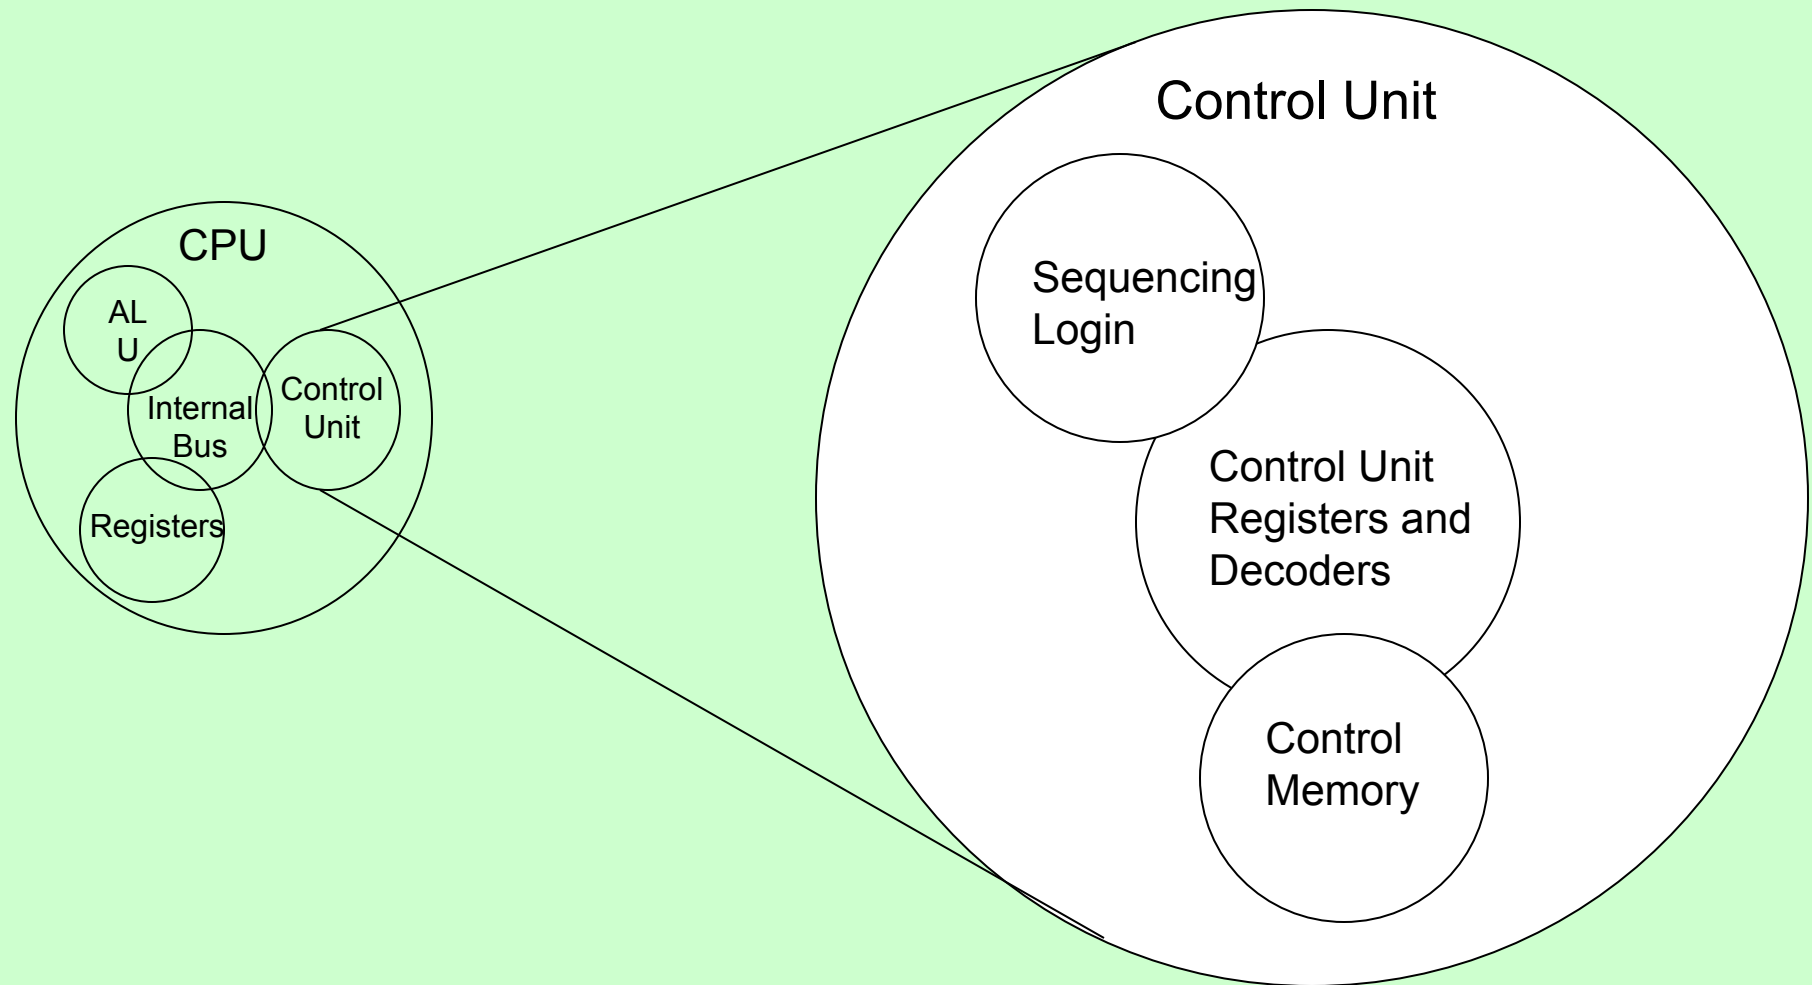 CPU
AL
U
Internal
Bus
Control
Unit
Registers
Control Unit
Sequencing
Login
Control Unit
Registers and
Decoders
Control
Memory